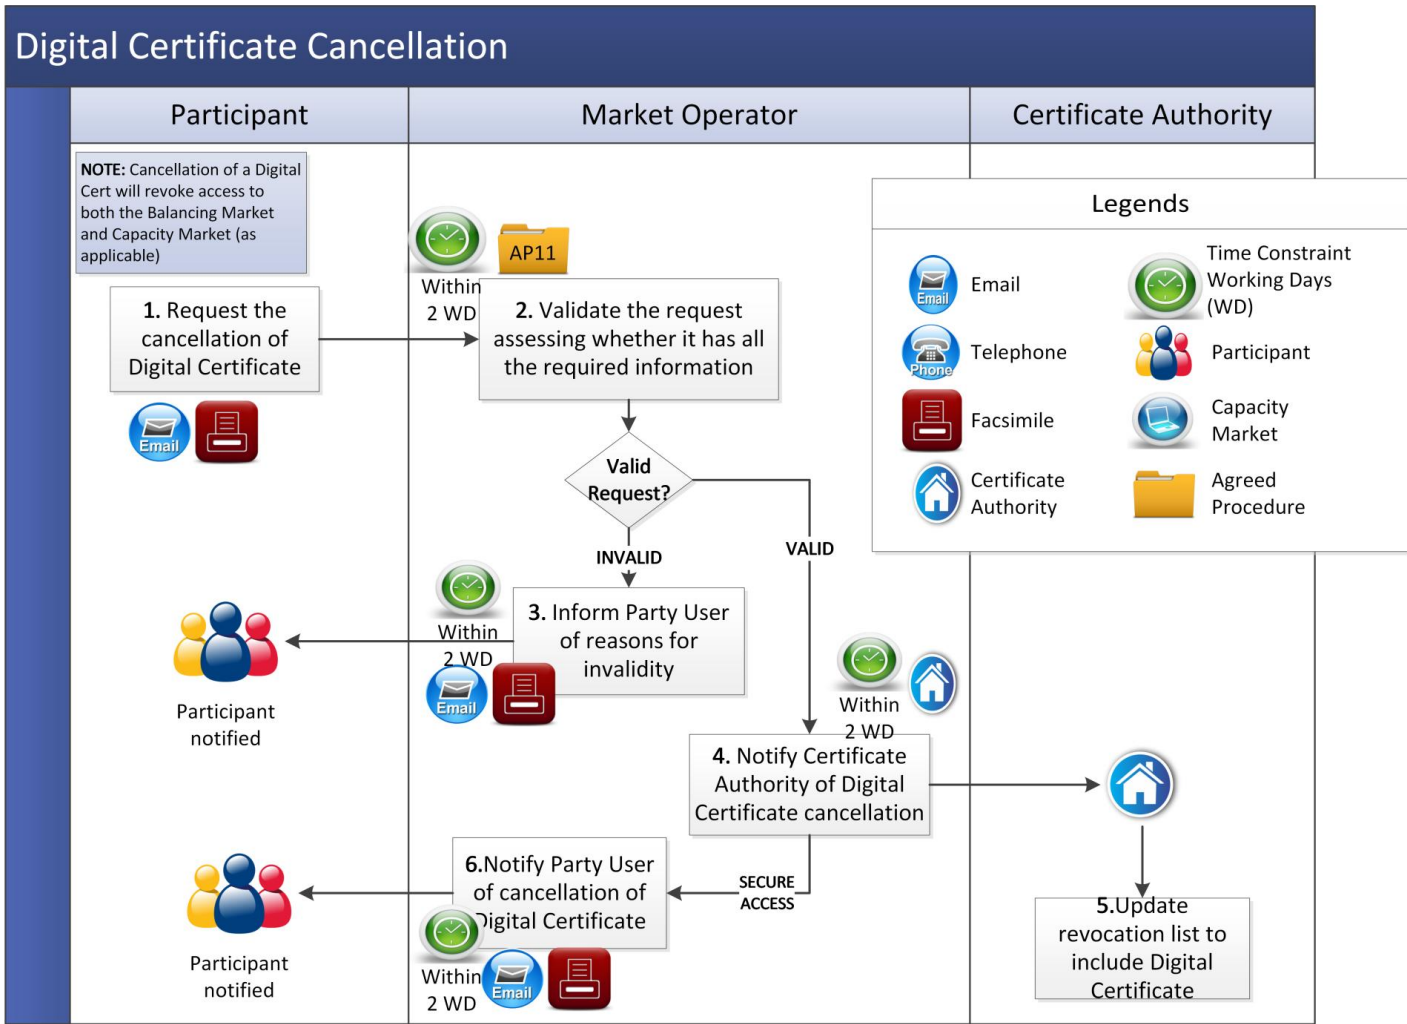 Digital Certificate Cancellation
Participant
Market Operator
Certificate Authority
NOTE: Cancellation of a Digital
Cert will revoke access to
both the Balancing Market
and Capacity Market (as
applicable)
Legends
Email
Email
Time Constraint
Working Days
(WD)
Phone
Telephone
Participant
Facsimile
Capacity
Market
Certificate
Authority
Agreed
Procedure
1. Request the
cancellation of
Digital Certificate
Email
Within
2 WD
AP11
2. Validate the request
assessing whether it has all
the required information
Valid
Request?
INVALID
VALID
Within
2 WD
3. Inform Party User
of reasons for
invalidity
Email
Participant
notified
Within
2 WD
4. Notify Certificate
Authority of Digital
Certificate cancellation
SECURE
ACCESS
5.Update
revocation list to
include Digital
Certificate
6.Notify Party User
of cancellation of
Digital Certificate
Within
2 WD
Email
Participant
notified